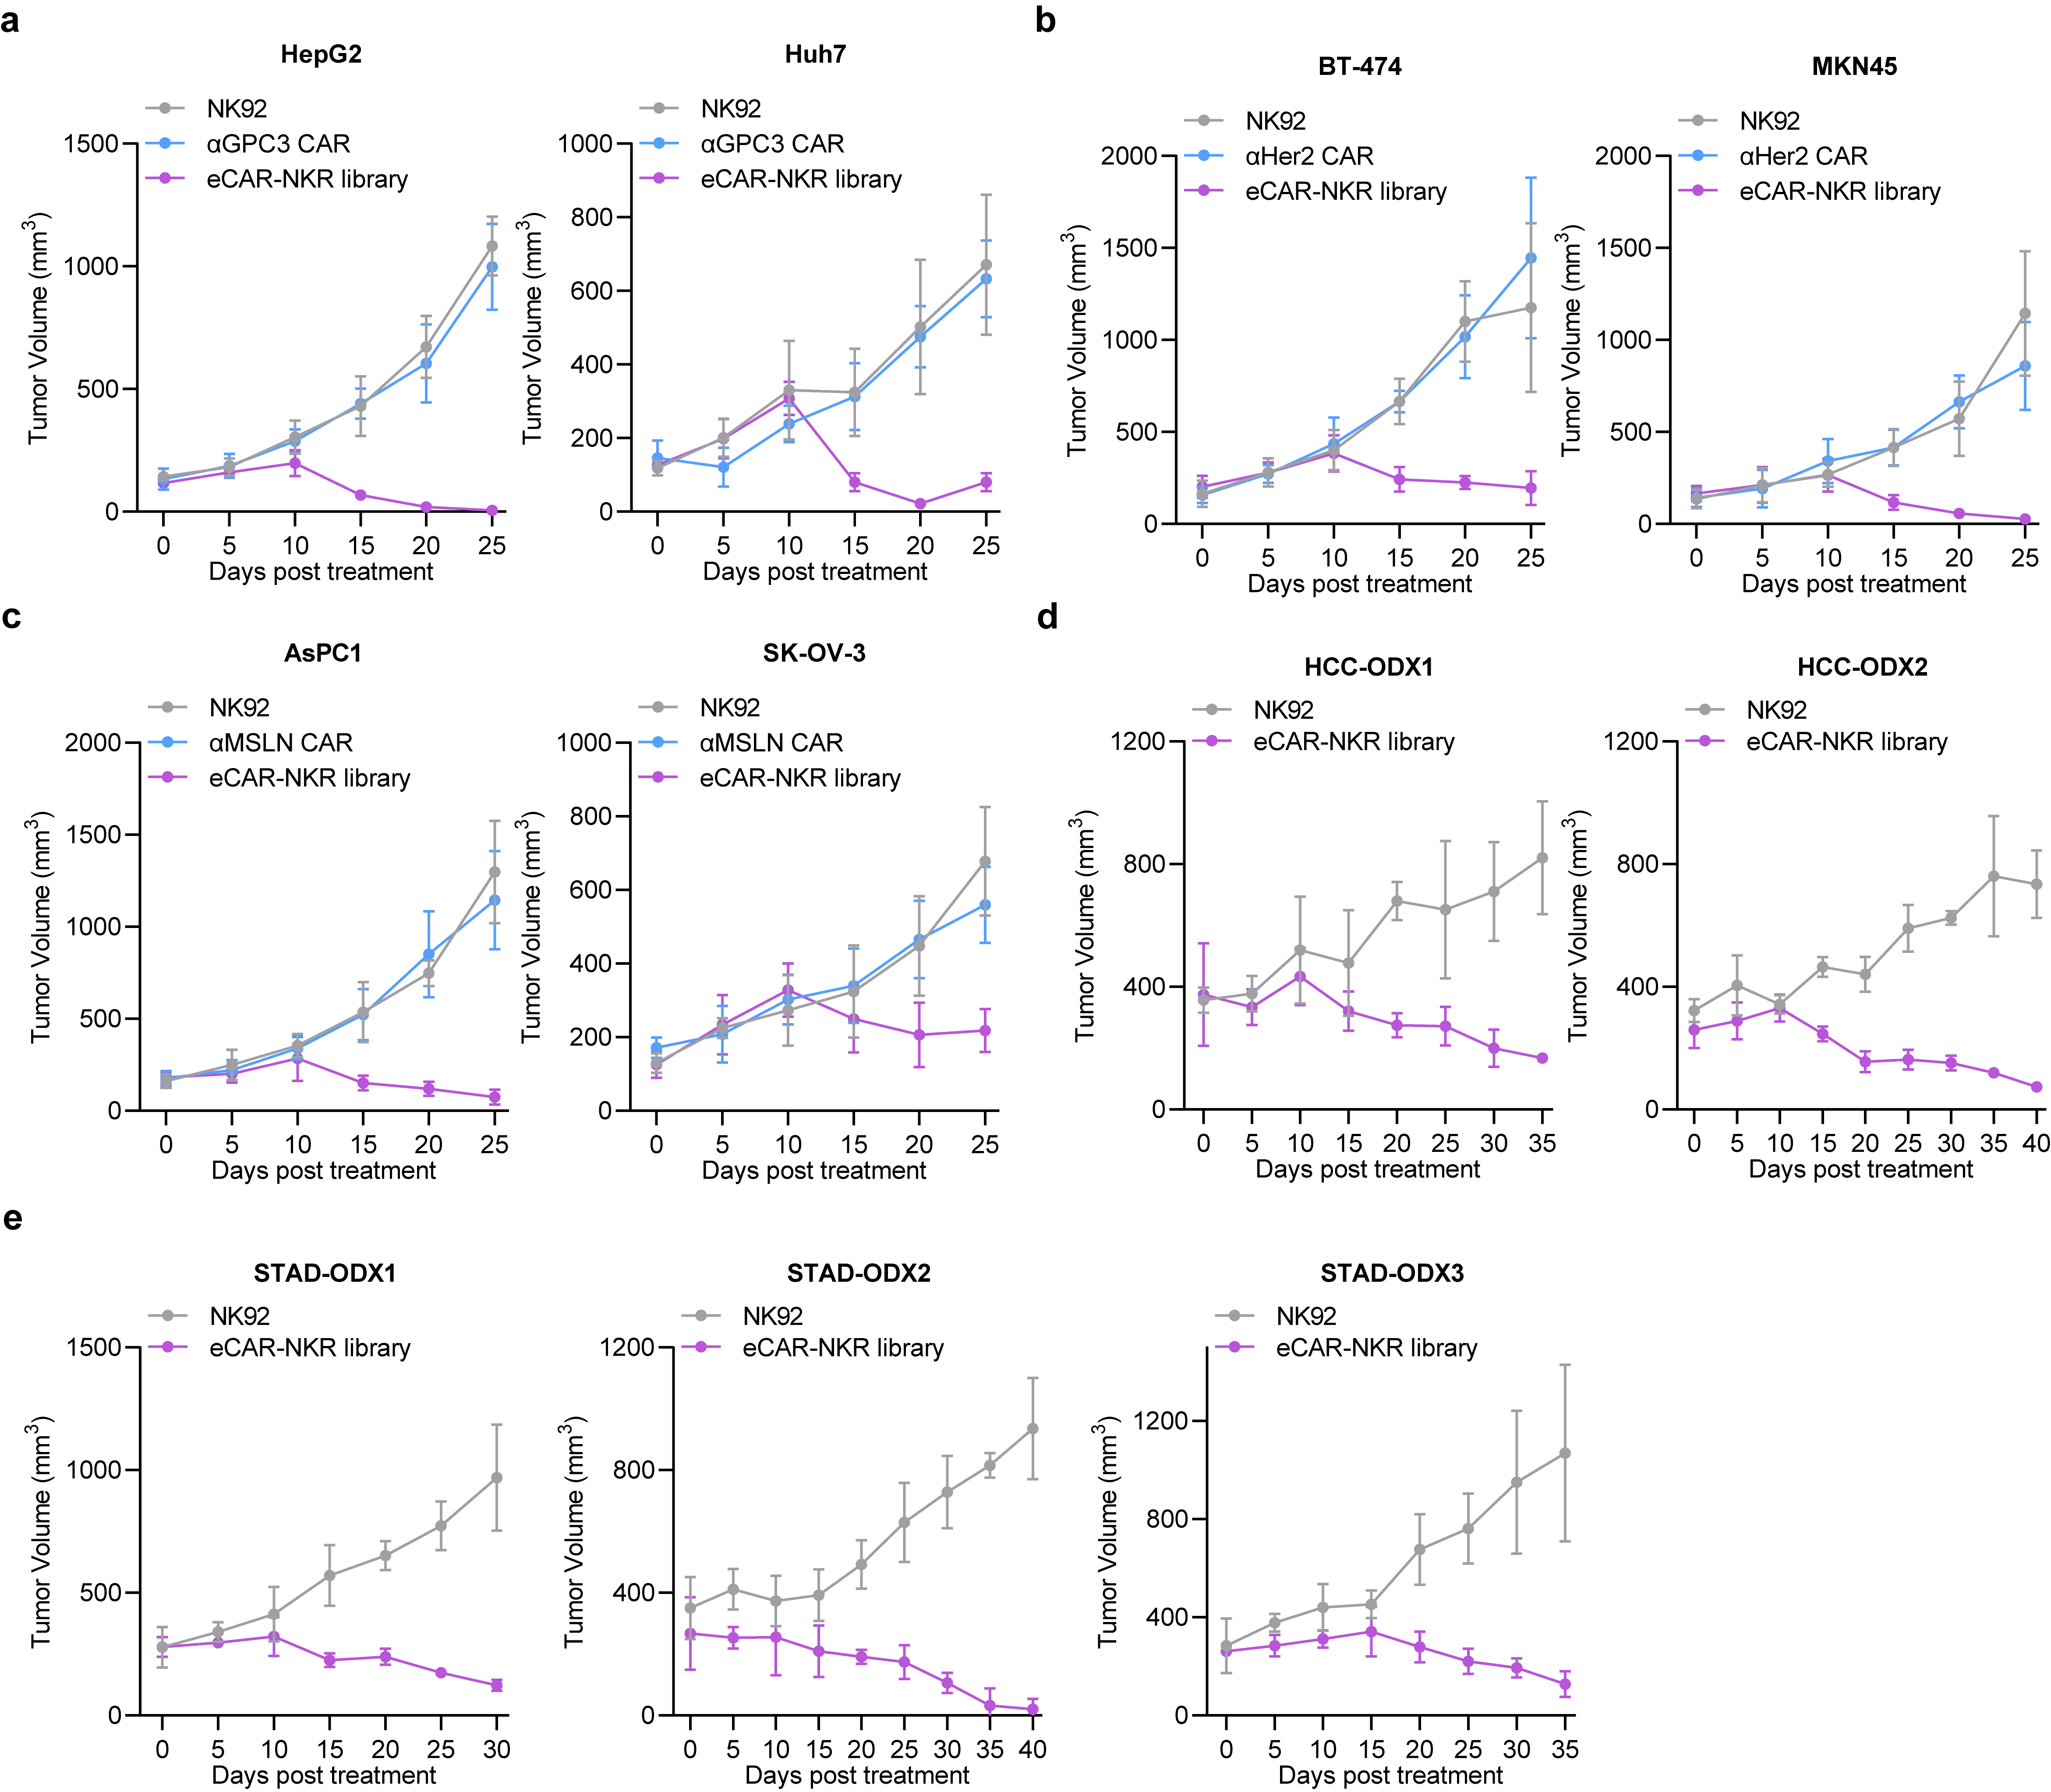 a
HepG2
NK92
αGPC3 CAR
eCAR-NKR library
Tumor Volume (mm³)
1500
1000
500
0
0 5 10 15 20 25
Days post treatment
Huh7
NK92
αGPC3 CAR
eCAR-NKR library
Tumor Volume (mm³)
1000
800
600
400
200
0
0 5 10 15 20 25
Days post treatment
b
BT-474
NK92
αHer2 CAR
eCAR-NKR library
Tumor Volume (mm³)
2000
1500
1000
500
0
0 5 10 15 20 25
Days post treatment
MKN45
NK92
αHer2 CAR
eCAR-NKR library
Tumor Volume (mm³)
2000
1500
1000
500
0
0 5 10 15 20 25
Days post treatment
c
AsPC1
NK92
αMSLN CAR
eCAR-NKR library
Tumor Volume (mm³)
2000
1500
1000
500
0
0 5 10 15 20 25
Days post treatment
SK-OV-3
NK92
αMSLN CAR
eCAR-NKR library
Tumor Volume (mm³)
1000
800
600
400
200
0
0 5 10 15 20 25
Days post treatment
d
HCC-ODX1
NK92
eCAR-NKR library
Tumor Volume (mm³)
1200
800
400
0
0 5 10 15 20 25 30 35
Days post treatment
HCC-ODX2
NK92
eCAR-NKR library
Tumor Volume (mm³)
1200
800
400
0
0 5 10 15 20 25 30 35 40
Days post treatment
e
STAD-ODX1
NK92
eCAR-NKR library
Tumor Volume (mm³)
1500
1000
500
0
0 5 10 15 20 25 30
Days post treatment
STAD-ODX2
NK92
eCAR-NKR library
Tumor Volume (mm³)
1200
800
400
0
0 5 10 15 20 25 30 35 40
Days post treatment
STAD-ODX3
NK92
eCAR-NKR library
Tumor Volume (mm³)
1200
800
400
0
0 5 10 15 20 25 30 35
Days post treatment